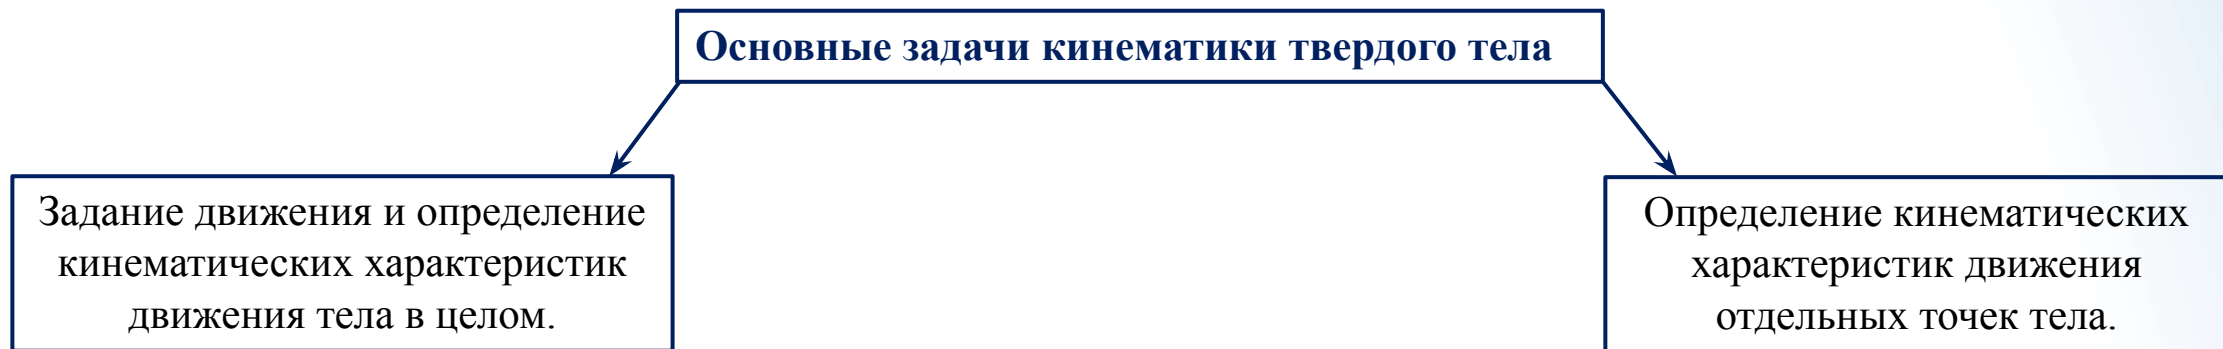 Основные задачи кинематики твердого тела
Задание движения и определение
кинематических характеристик
движения тела в целом.
Определение кинематических
характеристик движения
отдельных точек тела.